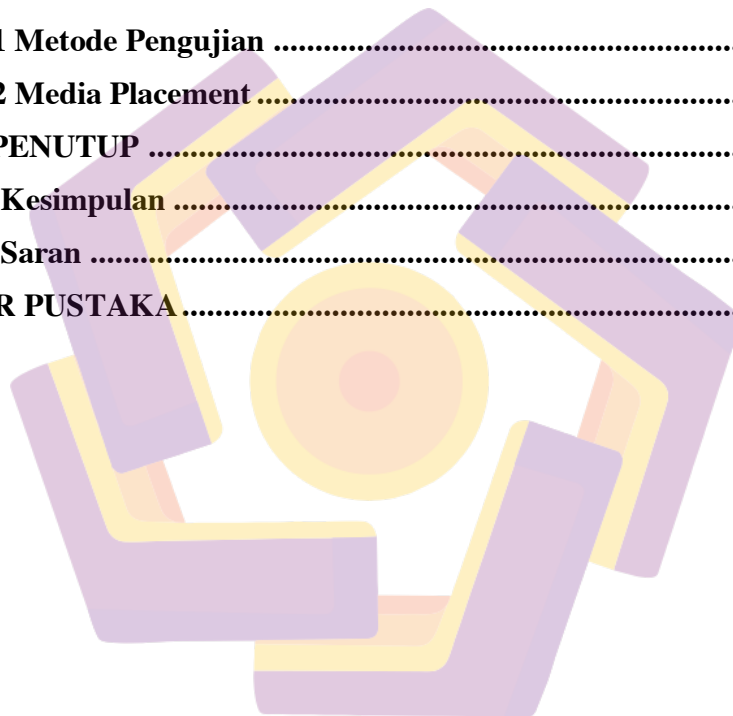 1 Metode Pengujian ........................................................
2 Media Placement ..........................................................
PENUTUP .......................................................................
Kesimpulan ....................................................................
Saran ..............................................................................
R PUSTAKA ...................................................................